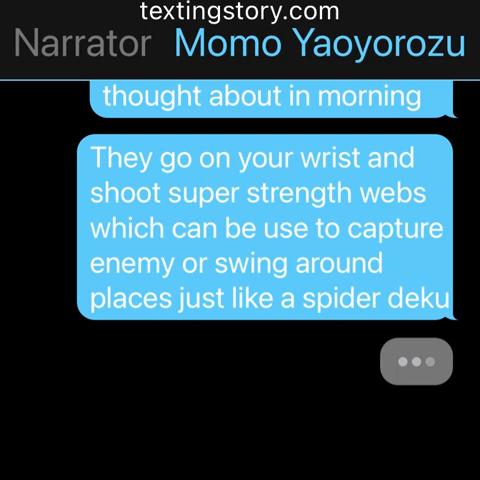 textingstory.com
Narrator Momo Yaoyorozu
thought about in morning
They go on your wrist and
shoot super strength webs
which can be use to capture
enemy or swing around
places just like a spider deku